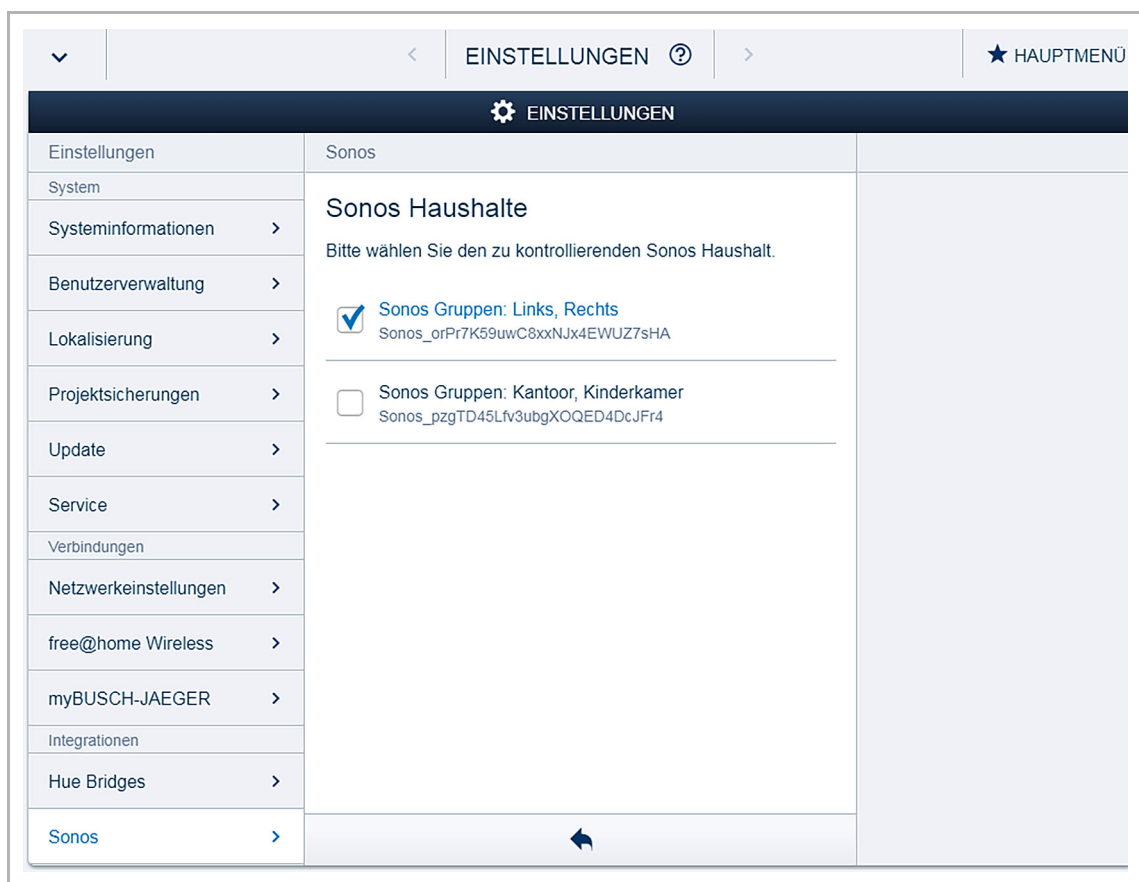 EINSTELLUNGEN
HAUPTMENÜ
EINSTELLUNGEN
Einstellungen
System
Systeminformationen
Benutzerverwaltung
Lokalisierung
Projektsicherungen
Update
Service
Verbindungen
Netzwerkeinstellungen
free@home Wireless
myBUSCH-JAEGER
Integrationen
Hue Bridges
Sonos
Sonos
Sonos Haushalte
Bitte wählen Sie den zu kontrollierenden Sonos Haushalt.
Sonos Gruppen: Links, Rechts
Sonos_orPr7K59uwC8xxNJx4EWUZ7sHA
Sonos Gruppen: Kantoor, Kinderkamer
Sonos_pzgTD45Lfv3ubgXOQED4DcJFr4